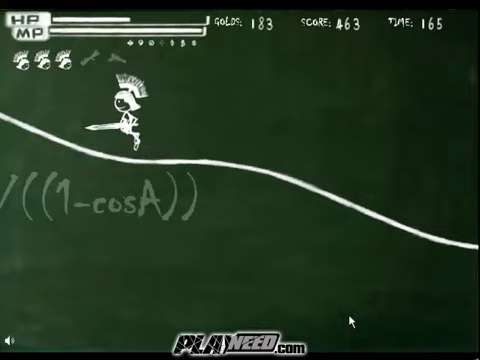 HP
MP
GOLDS: 183 SCORE: 463 TIME: 165
/((1-cosA))
PLAYNEED.com